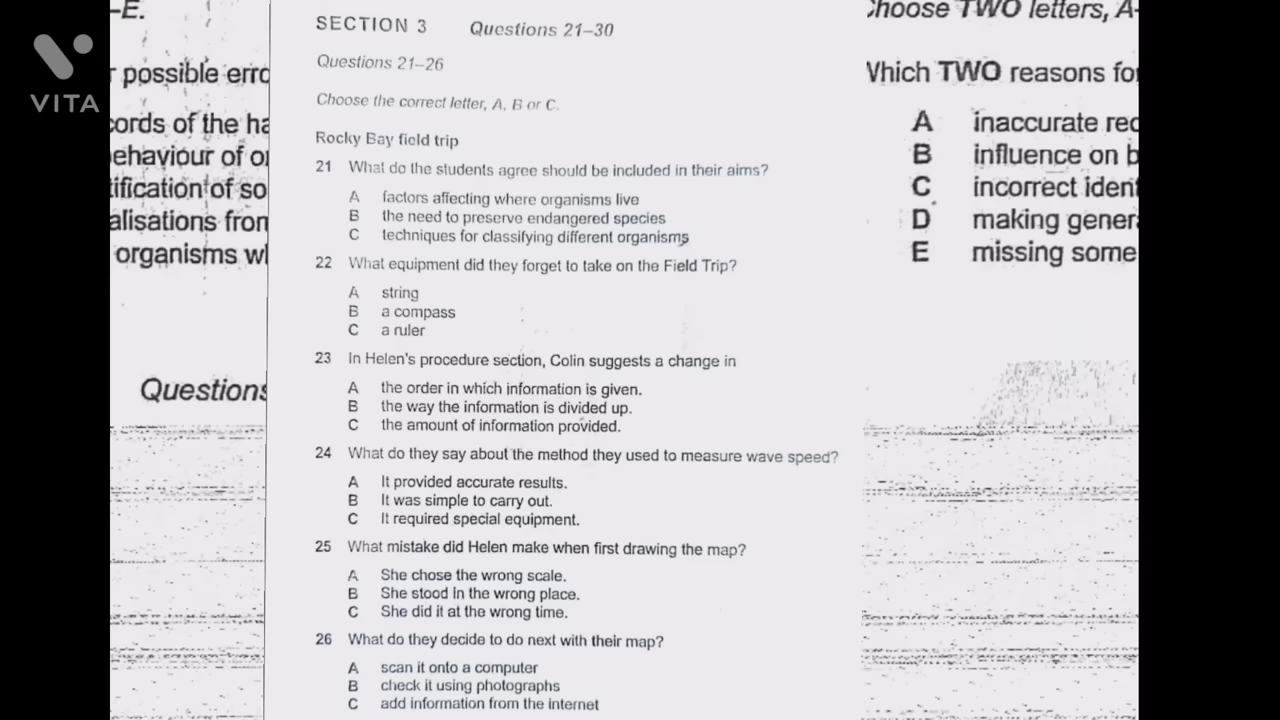 –E.
VITA
r possible erro
cords of the ha
ehaviour of
tification of so
alisations from
organisms wh
Questions
SECTION 3 Questions 21–30
Questions 21–26
Choose the correct letter, A, B or C.
Rocky Bay field trip
21 What do the students agree should be included in their aims?
A factors affecting where organisms live
B the need to preserve endangered species
C techniques for classifying different organisms
22 What equipment did they forget to take on the Field Trip?
A string
B a compass
C a ruler
23 In Helen's procedure section, Colin suggests a change in
A the order in which information is given.
B the way the information is divided up.
C the amount of information provided.
24 What do they say about the method they used to measure wave speed?
A It provided accurate results.
B It was simple to carry out.
C It required special equipment.
25 What mistake did Helen make when first drawing the map?
A She chose the wrong scale.
B She stood in the wrong place.
C She did it at the wrong time.
26 What do they decide to do next with their map?
A scan it onto a computer
B check it using photographs
C add information from the internet
hoose TWO letters, A-
Which TWO reasons for
A inaccurate rec
B influence on b
C incorrect ident
D making genera
E missing some